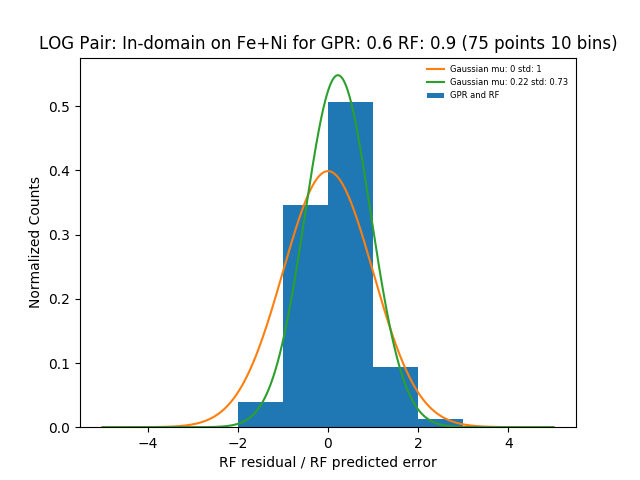 LOG Pair: In-domain on Fe+Ni for GPR: 0.6 RF: 0.9 (75 points 10 bins)
Gaussian mu: 0 std: 1
Gaussian mu: 0.22 std: 0.73
GPR and RF
Normalized Counts
0.5
0.4
0.3
0.2
0.1
0.0
−4
−2
0
2
4
RF residual / RF predicted error